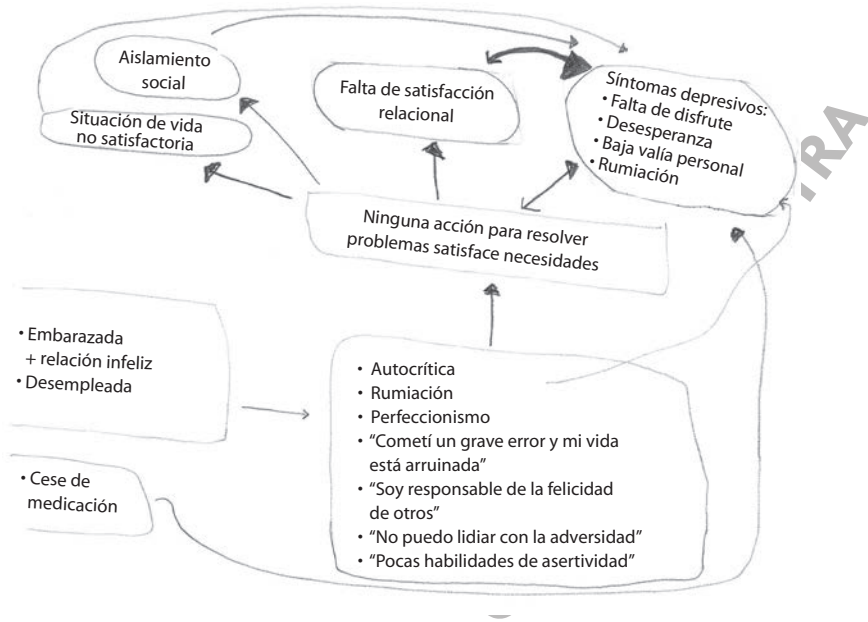 Aislamiento
social
Situación de vida
no satisfactoria
Falta de satisfacción
relacional
Síntomas depresivos:
• Falta de disfrute
• Desesperanza
• Baja valía personal
• Rumiación
RA
Ninguna acción para resolver
problemas satisface necesidades
• Embarazada
+ relación infeliz
• Desempleada
• Cese de
medicación
• Autocrítica
• Rumiación
• Perfeccionismo
• “Cometí un grave error y mi vida
está arruinada”
• “Soy responsable de la felicidad
de otros”
• “No puedo lidiar con la adversidad”
• “Pocas habilidades de asertividad”